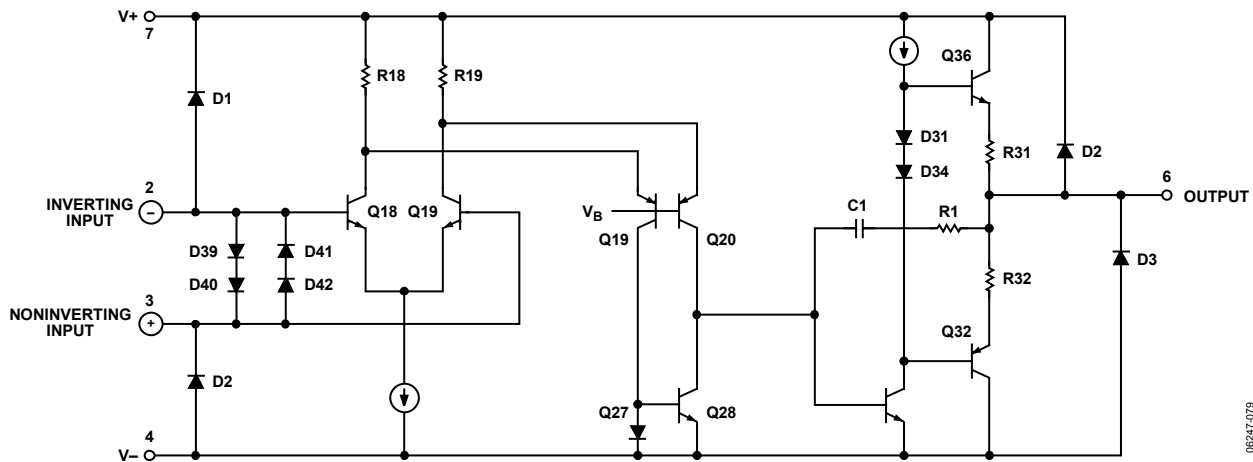 V+
7
R18
R19
Q36
D1
D31
R31
D2
D34
2
6
INVERTING
INPUT
−
OUTPUT
Q18
Q19
VB
C1
R1
Q19
Q20
D39
D41
D3
D40
D42
R32
3
NONINVERTING
INPUT
+
Q32
D2
Q27
Q28
4
V−
06247-079